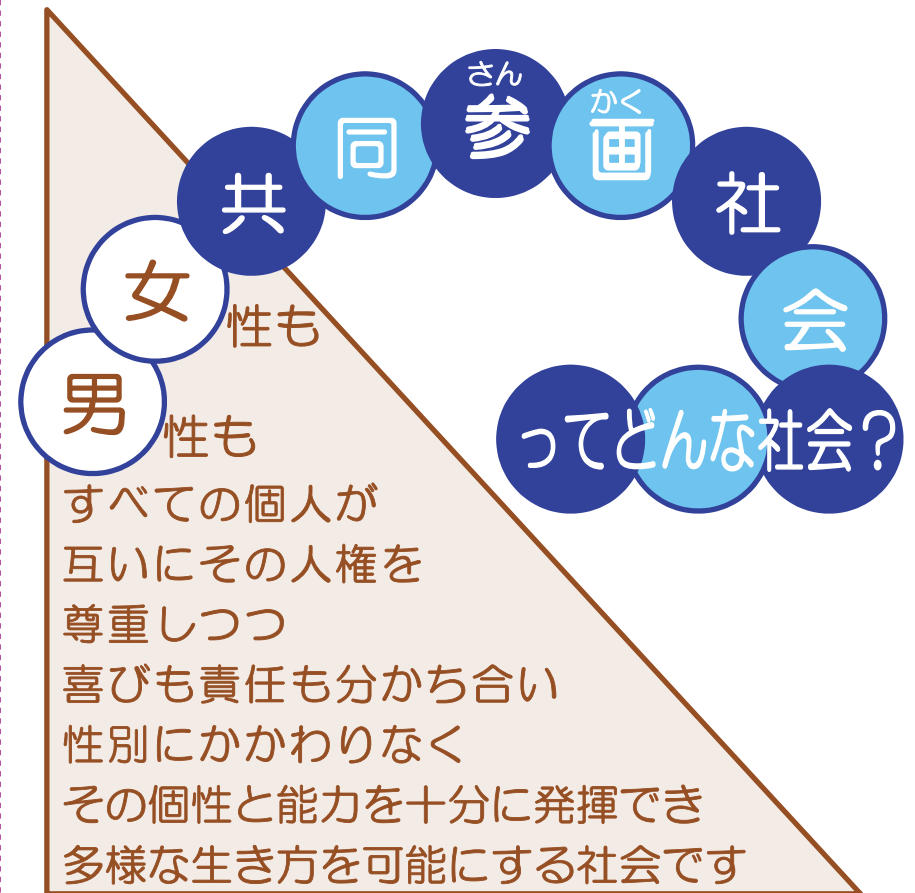 男女共同参画社会
さん
かく
ってどんな社会？
女性も
男性も
すべての個人が
互いにその人権を
尊重しつつ
喜びも責任も分かち合い
性別にかかわりなく
その個性と能力を十分に発揮でき
多様な生き方を可能にする社会です